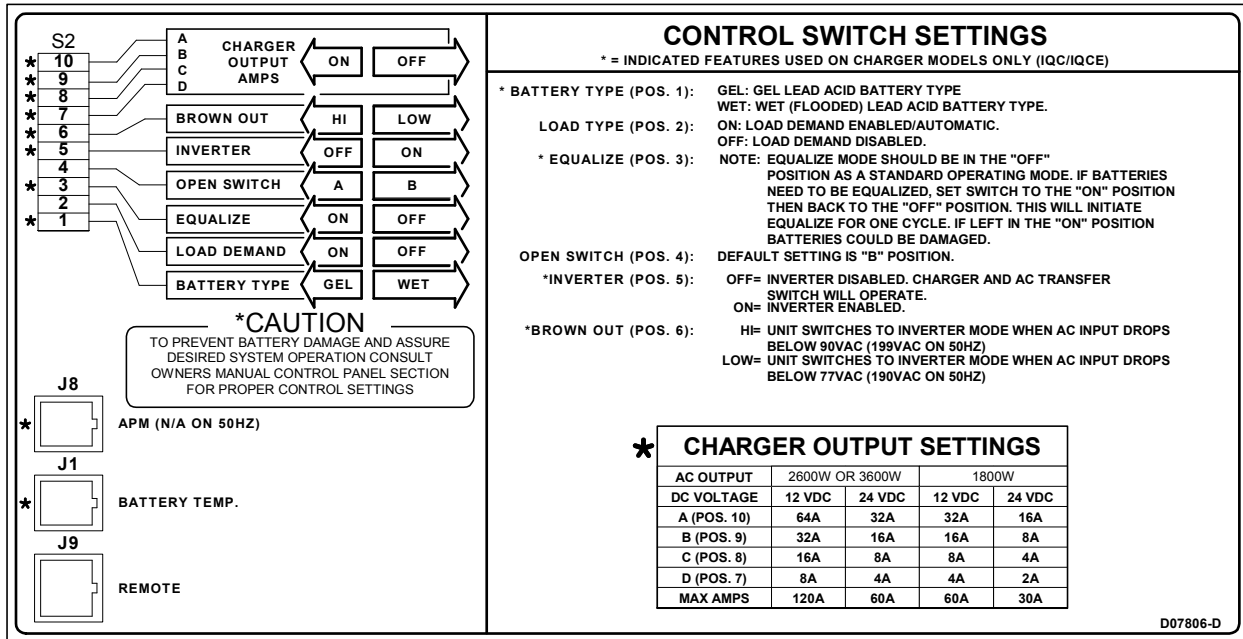 S2
* 10
* 9
* 8
* 7
* 6
* 5
4
* 3
2
* 1
A
B
C
D
CHARGER
OUTPUT
AMPS
ON OFF
BROWN OUT HI LOW
INVERTER OFF ON
OPEN SWITCH A B
EQUALIZE ON OFF
LOAD DEMAND ON OFF
BATTERY TYPE GEL WET
*CAUTION
TO PREVENT BATTERY DAMAGE AND ASSURE
DESIRED SYSTEM OPERATION CONSULT
OWNERS MANUAL CONTROL PANEL SECTION
FOR PROPER CONTROL SETTINGS
J8
* APM (N/A ON 50HZ)
J1
* BATTERY TEMP.
J9
REMOTE
CONTROL SWITCH SETTINGS
* = INDICATED FEATURES USED ON CHARGER MODELS ONLY (IQC/IQCE)
* BATTERY TYPE (POS. 1): GEL: GEL LEAD ACID BATTERY TYPE
WET: WET (FLOODED) LEAD ACID BATTERY TYPE.
LOAD TYPE (POS. 2): ON: LOAD DEMAND ENABLED/AUTOMATIC.
OFF: LOAD DEMAND DISABLED.
* EQUALIZE (POS. 3): NOTE: EQUALIZE MODE SHOULD BE IN THE "OFF"
POSITION AS A STANDARD OPERATING MODE. IF BATTERIES
NEED TO BE EQUALIZED, SET SWITCH TO THE "ON" POSITION
THEN BACK TO THE "OFF" POSITION. THIS WILL INITIATE
EQUALIZE FOR ONE CYCLE. IF LEFT IN THE "ON" POSITION
BATTERIES COULD BE DAMAGED.
OPEN SWITCH (POS. 4): DEFAULT SETTING IS "B" POSITION.
*INVERTER (POS. 5): OFF= INVERTER DISABLED. CHARGER AND AC TRANSFER
SWITCH WILL OPERATE.
ON= INVERTER ENABLED.
*BROWN OUT (POS. 6): HI= UNIT SWITCHES TO INVERTER MODE WHEN AC INPUT DROPS
BELOW 90VAC (199VAC ON 50HZ)
LOW= UNIT SWITCHES TO INVERTER MODE WHEN AC INPUT DROPS
BELOW 77VAC (190VAC ON 50HZ)
* CHARGER OUTPUT SETTINGS
AC OUTPUT 2600W OR 3600W 1800W
DC VOLTAGE 12 VDC 24 VDC 12 VDC 24 VDC
A (POS. 10) 64A 32A 32A 16A
B (POS. 9) 32A 16A 16A 8A
C (POS. 8) 16A 8A 8A 4A
D (POS. 7) 8A 4A 4A 2A
MAX AMPS 120A 60A 60A 30A
D07806-D